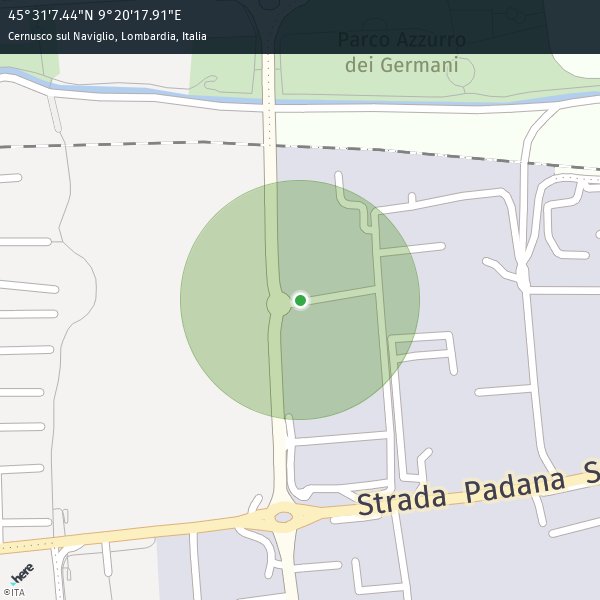 45°31'7.44"N 9°20'17.91"E
Cernusco sul Naviglio, Lombardia, Italia
Parco Azzurro
dei Germani
Strada Padana S
here
©ITA